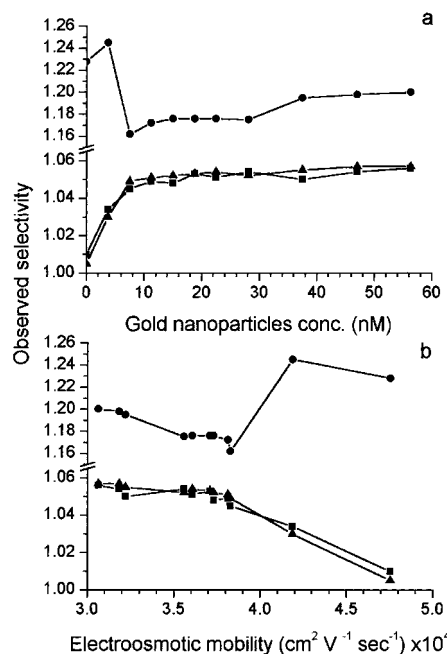 a
1.26
1.24
1.22
1.20
1.18
1.16
1.06
1.04
1.02
1.00
0 10 20 30 40 50 60
Gold nanoparticles conc. (nM)
Observed selectivity
b
1.26
1.24
1.22
1.20
1.18
1.16
1.06
1.04
1.02
1.00
3.0 3.5 4.0 4.5 5.0
Electroosmotic mobility (cm² V⁻¹ sec⁻¹) x10⁴